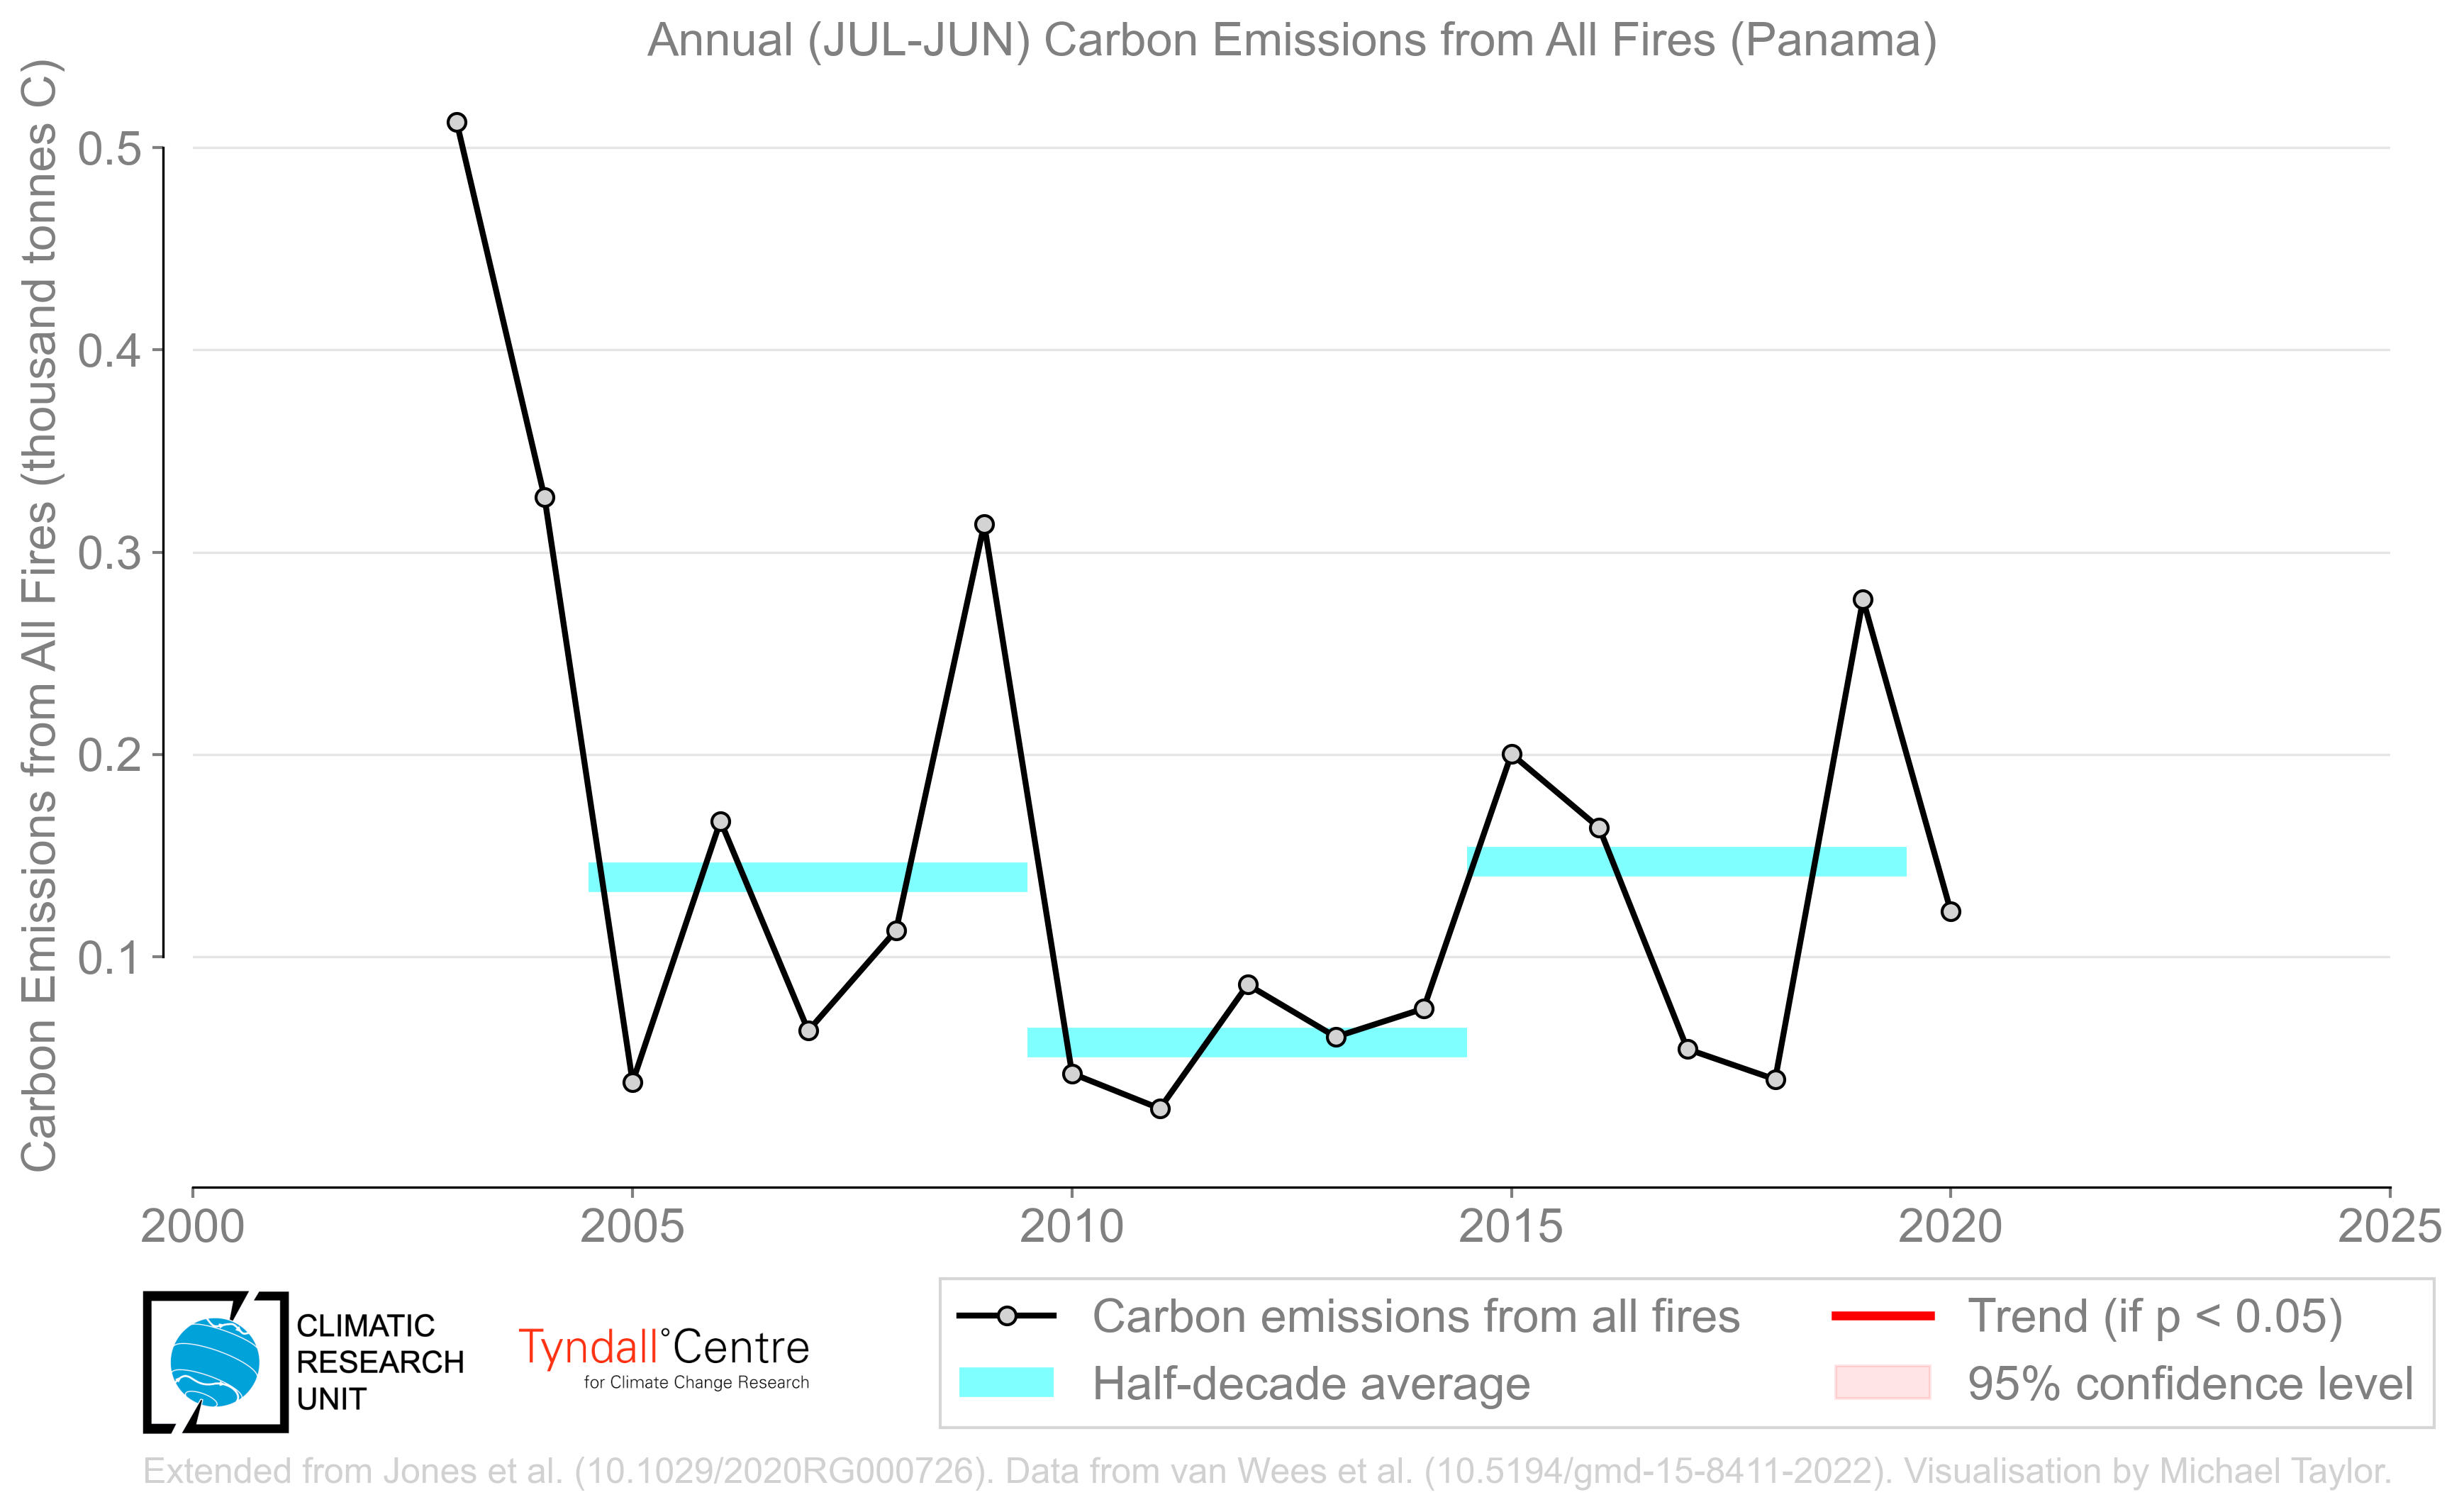 Annual (JUL-JUN) Carbon Emissions from All Fires (Panama)
Carbon Emissions from All Fires (thousand tonnes C)
0.5
0.4
0.3
0.2
0.1
2000 2005 2010 2015 2020 2025
CLIMATIC
RESEARCH
UNIT
Tyndall°Centre
for Climate Change Research
Carbon emissions from all fires
Half-decade average
Trend (if p < 0.05)
95% confidence level
Extended from Jones et al. (10.1029/2020RG000726). Data from van Wees et al. (10.5194/gmd-15-8411-2022). Visualisation by Michael Taylor.